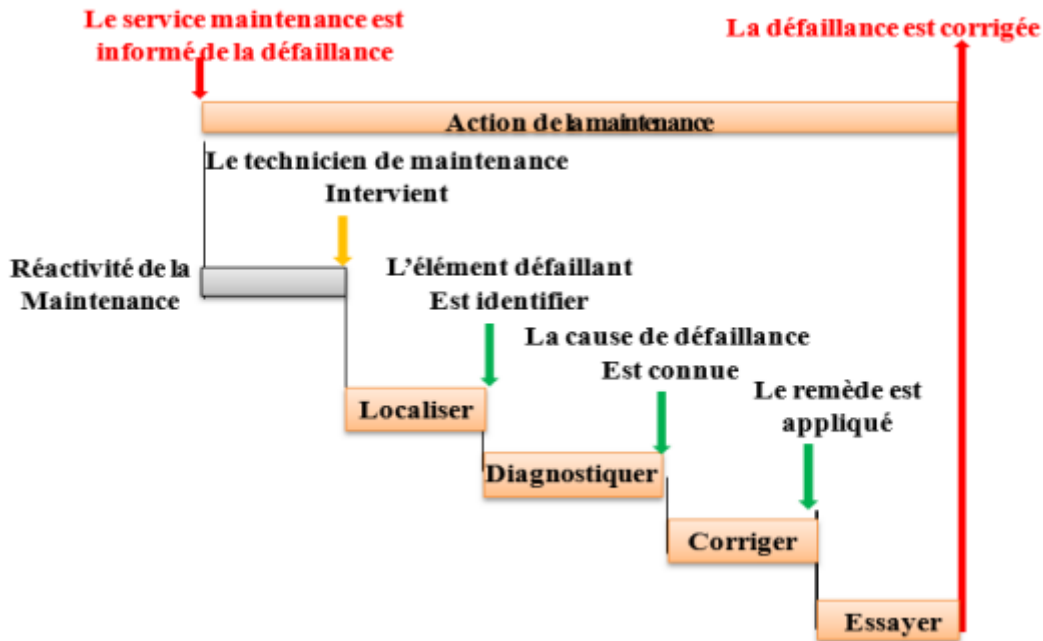 Le service maintenance est
informé de la défaillance
La défaillance est corrigée
Action de la maintenance
Le technicien de maintenance
Intervient
Réactivité de la
Maintenance
L'élément défaillant
Est identifier
La cause de défaillance
Est connue
Le remède est
appliqué
Localiser
Diagnostiquer
Corriger
Essayer